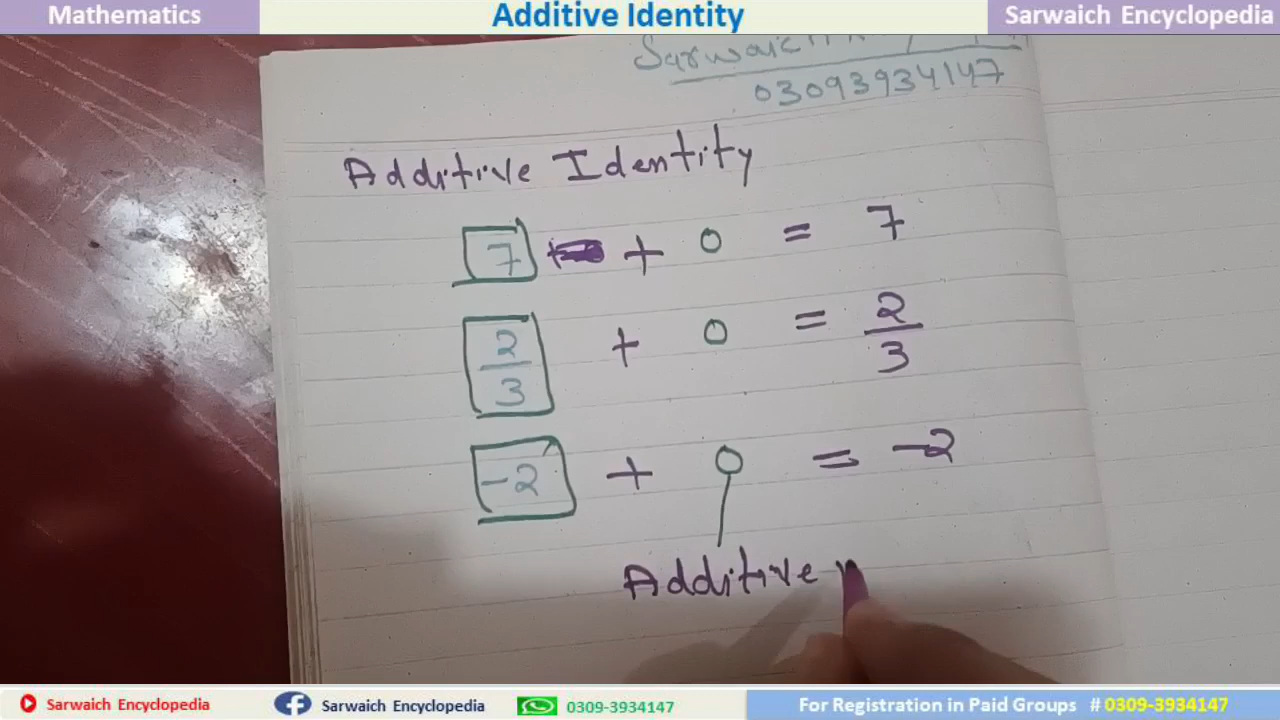 Mathematics
Additive Identity
Sarwaich Encyclopedia
03093934147
Additive Identity
7 + 0 = 7
2/3 + 0 = 2/3
-2 + 0 = -2
Additive
Sarwaich Encyclopedia
Sarwaich Encyclopedia
0309-3934147
For Registration in Paid Groups # 0309-3934147